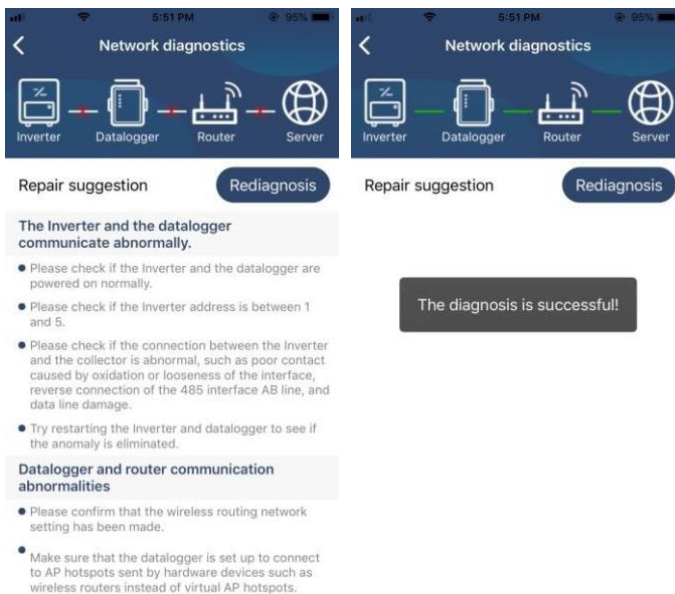 5:51 PM
95%
Network diagnostics
Inverter Datalogger Router Server
Repair suggestion
Rediagnosis
The Inverter and the datalogger
communicate abnormally.
Please check if the Inverter and the datalogger are
powered on normally.
Please check if the Inverter address is between 1
and 5.
Please check if the connection between the Inverter
and the collector is abnormal, such as poor contact
caused by oxidation or looseness of the interface,
reverse connection of the 485 interface AB line, and
data line damage.
Try restarting the Inverter and datalogger to see if
the anomaly is eliminated.
Datalogger and router communication
abnormalities
Please confirm that the wireless routing network
setting has been made.
Make sure that the datalogger is set up to connect
to AP hotspots sent by hardware devices such as
wireless routers instead of virtual AP hotspots.
5:51 PM
95%
Network diagnostics
Inverter Datalogger Router Server
Repair suggestion
Rediagnosis
The diagnosis is successful!